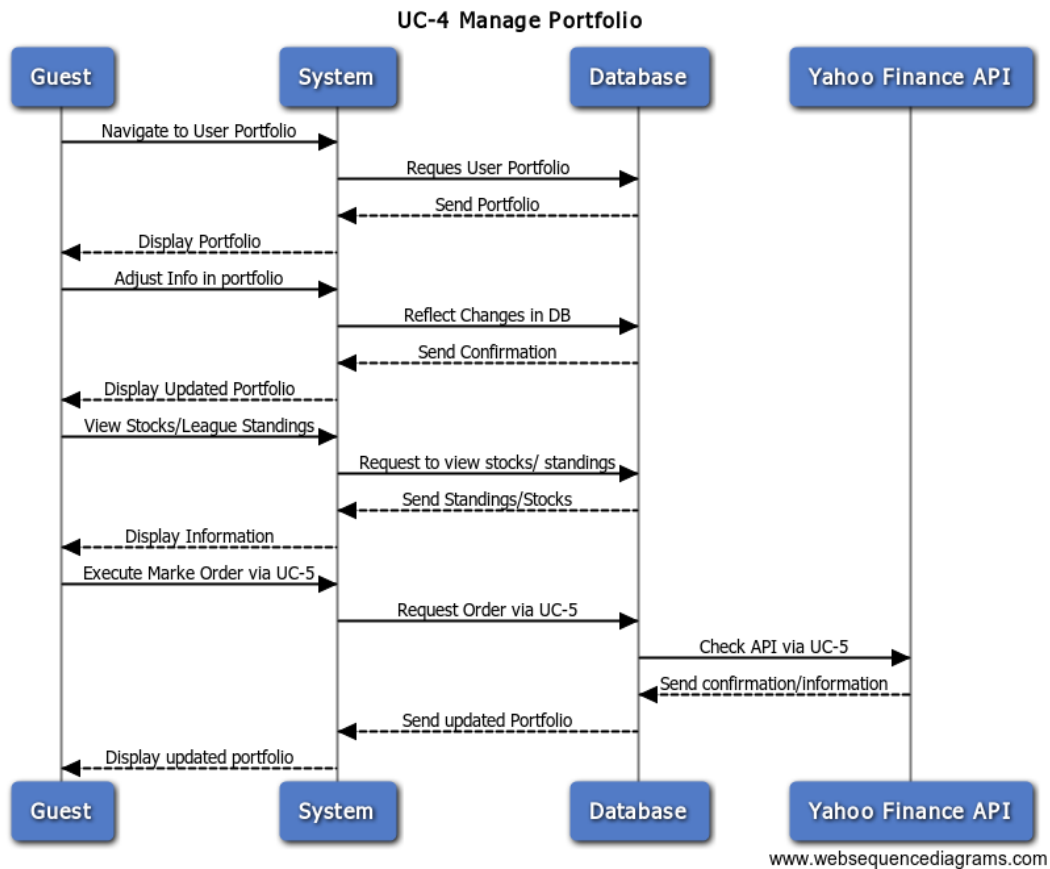 UC-4 Manage Portfolio
Guest
System
Database
Yahoo Finance API
Navigate to User Portfolio
Reques User Portfolio
Send Portfolio
Display Portfolio
Adjust Info in portfolio
Reflect Changes in DB
Send Confirmation
Display Updated Portfolio
View Stocks/League Standings
Request to view stocks/ standings
Send Standings/Stocks
Display Information
Execute Marke Order via UC-5
Request Order via UC-5
Check API via UC-5
Send confirmation/information
Send updated Portfolio
Display updated portfolio
Guest
System
Database
Yahoo Finance API
www.websequencediagrams.com